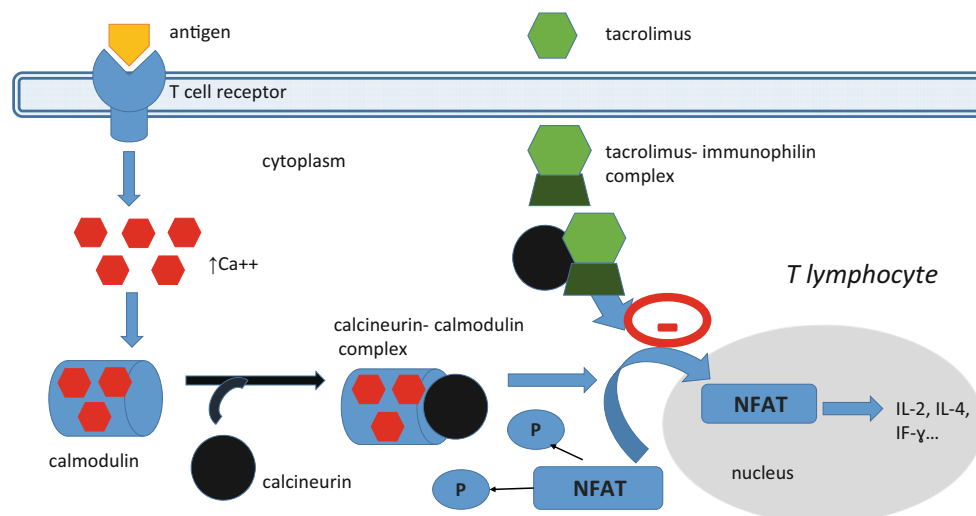 antigen
tacrolimus
T cell receptor
cytoplasm
tacrolimus- immunophilin
complex
↑Ca++
T lymphocyte
calcineurin- calmodulin
complex
NFAT
IL-2, IL-4,
IF-ɣ...
P
calmodulin
calcineurin
P
NFAT
nucleus